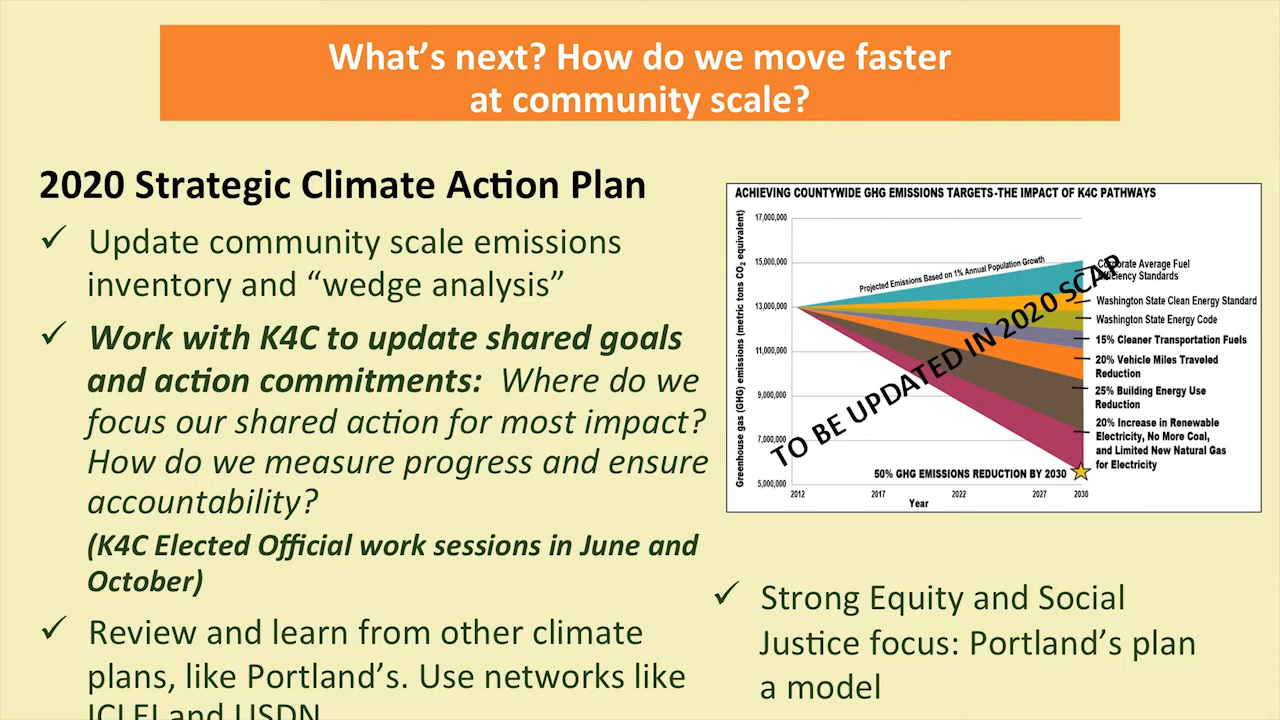 What's next? How do we move faster
at community scale?
2020 Strategic Climate Action Plan
✓ Update community scale emissions
inventory and “wedge analysis”
✓ Work with K4C to update shared goals
and action commitments: Where do we
focus our shared action for most impact?
How do we measure progress and ensure
accountability?
(K4C Elected Official work sessions in June and
October)
✓ Review and learn from other climate
plans, like Portland's. Use networks like
ICLEI and USDN
ACHIEVING COUNTYWIDE GHG EMISSIONS TARGETS-THE IMPACT OF K4C PATHWAYS
Greenhouse gas (GHG) emissions (metric tons CO2 equivalent)
17,000,000
15,000,000
13,000,000
11,000,000
9,000,000
7,000,000
5,000,000
Projected Emissions Based on 1% Annual Population Growth
TO BE UPDATED IN 2020 SCAP
Corporate Average Fuel
Efficiency Standards
Washington State Clean Energy Standard
Washington State Energy Code
15% Cleaner Transportation Fuels
20% Vehicle Miles Traveled
Reduction
25% Building Energy Use
Reduction
20% Increase in Renewable
Electricity, No More Coal,
and Limited New Natural Gas
for Electricity
50% GHG EMISSIONS REDUCTION BY 2030
2012 2017 2022 2027 2030
Year
✓ Strong Equity and Social
Justice focus: Portland's plan
a model